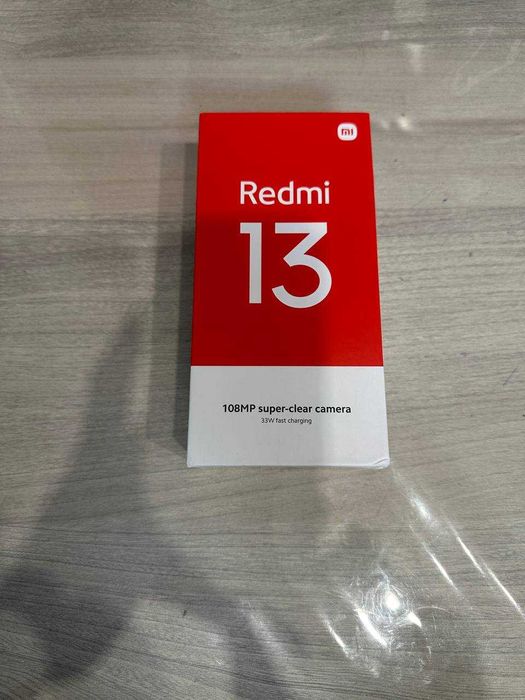 mi
Redmi
13
108MP super-clear camera
33W fast charging